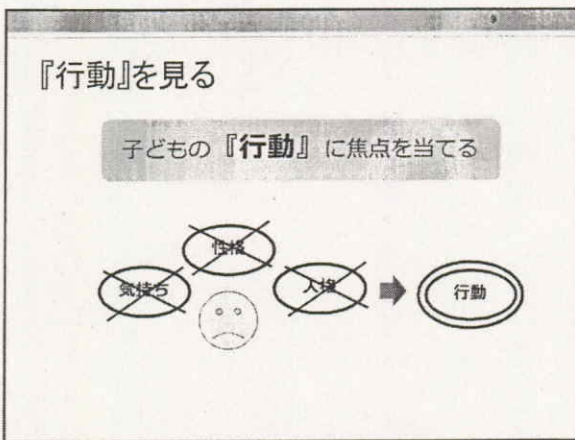 『行動』を見る
子どもの『行動』に焦点を当てる
性格
気持ち
人格
行動